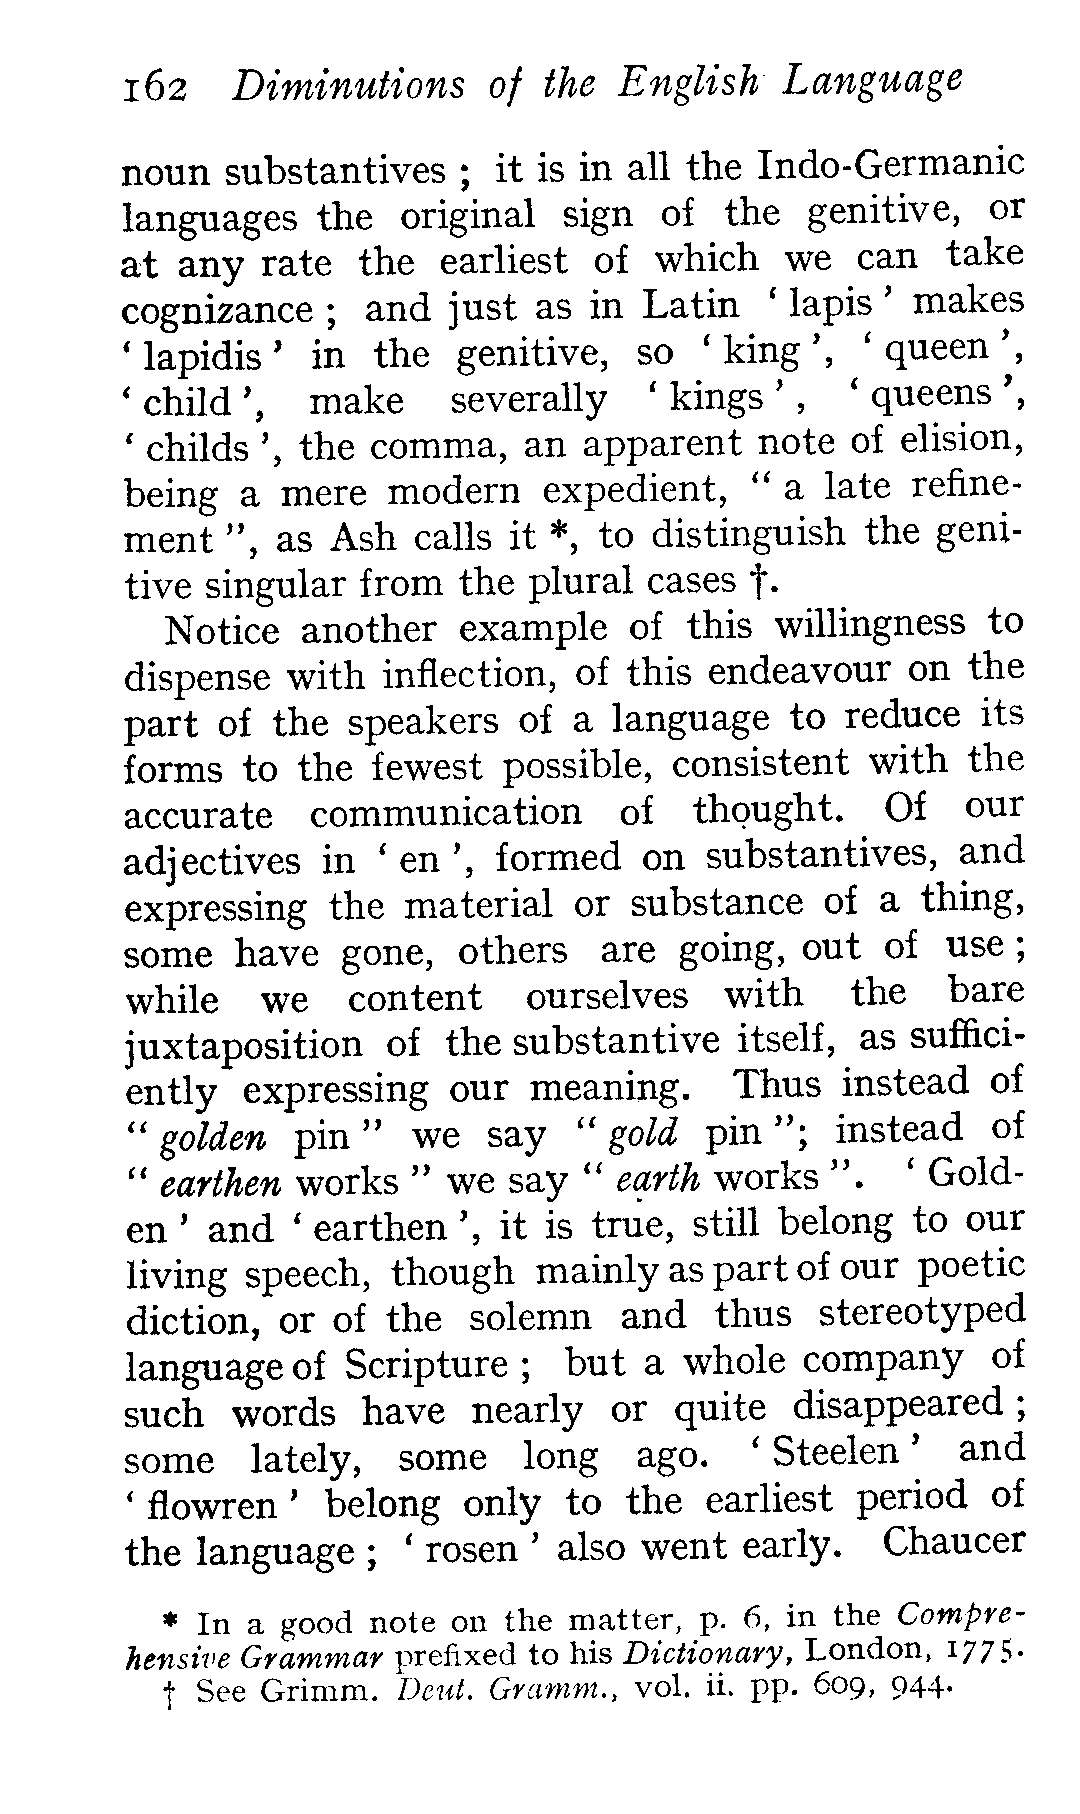 162 Diminutions of the English Language
noun substantives ; it is in all the Indo-Germanic
languages the original sign of the genitive, or
at any rate the earliest of which we can take
cognizance ; and just as in Latin ‘ lapis ’ makes
‘ lapidis ’ in the genitive, so ‘ king ’, ‘ queen ’,
‘ child ’, make severally ‘ kings ’ , ‘ queens ’,
‘ childs ’, the comma, an apparent note of elision,
being a mere modern expedient, “ a late refine-
ment ”, as Ash calls it *, to distinguish the geni-
tive singular from the plural cases †.
Notice another example of this willingness to
dispense with inflection, of this endeavour on the
part of the speakers of a language to reduce its
forms to the fewest possible, consistent with the
accurate communication of thought. Of our
adjectives in ‘ en ’, formed on substantives, and
expressing the material or substance of a thing,
some have gone, others are going, out of use ;
while we content ourselves with the bare
juxtaposition of the substantive itself, as suffici-
ently expressing our meaning. Thus instead of
“ golden pin ” we say “ gold pin ”; instead of
“ earthen works ” we say “ earth works ”. ‘ Gold-
en ’ and ‘ earthen ’, it is true, still belong to our
living speech, though mainly as part of our poetic
diction, or of the solemn and thus stereotyped
language of Scripture ; but a whole company of
such words have nearly or quite disappeared ;
some lately, some long ago. ‘ Steelen ’ and
‘ flowren ’ belong only to the earliest period of
the language ; ‘ rosen ’ also went early. Chaucer
* In a good note on the matter, p. 6, in the Compre-
hensive Grammar prefixed to his Dictionary, London, 1775.
† See Grimm. Deut. Gramm., vol. ii. pp. 609, 944.